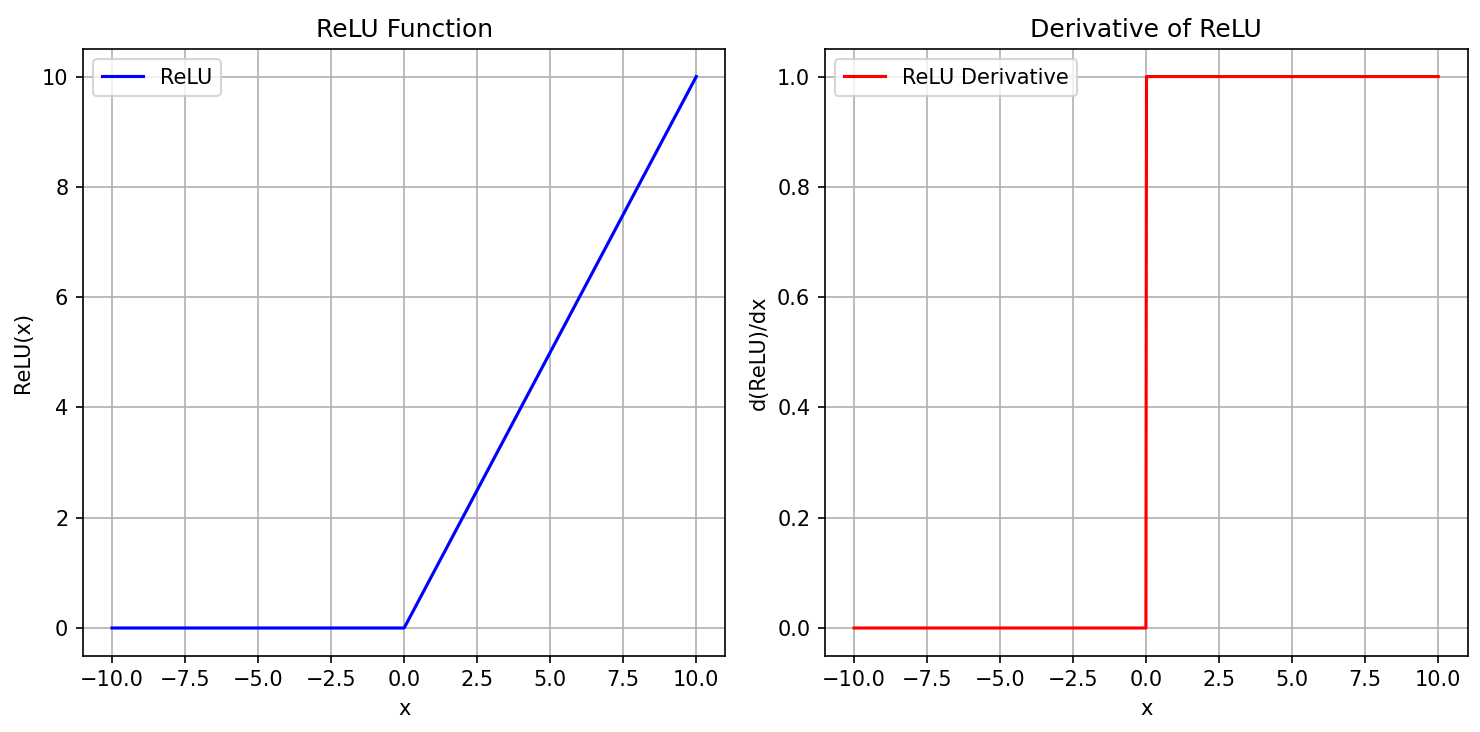 ReLU Function
ReLU
10
8
6
4
2
0
ReLU(x)
−10.0 −7.5 −5.0 −2.5 0.0 2.5 5.0 7.5 10.0
x
Derivative of ReLU
ReLU Derivative
1.0
0.8
0.6
0.4
0.2
0.0
d(ReLU)/dx
−10.0 −7.5 −5.0 −2.5 0.0 2.5 5.0 7.5 10.0
x